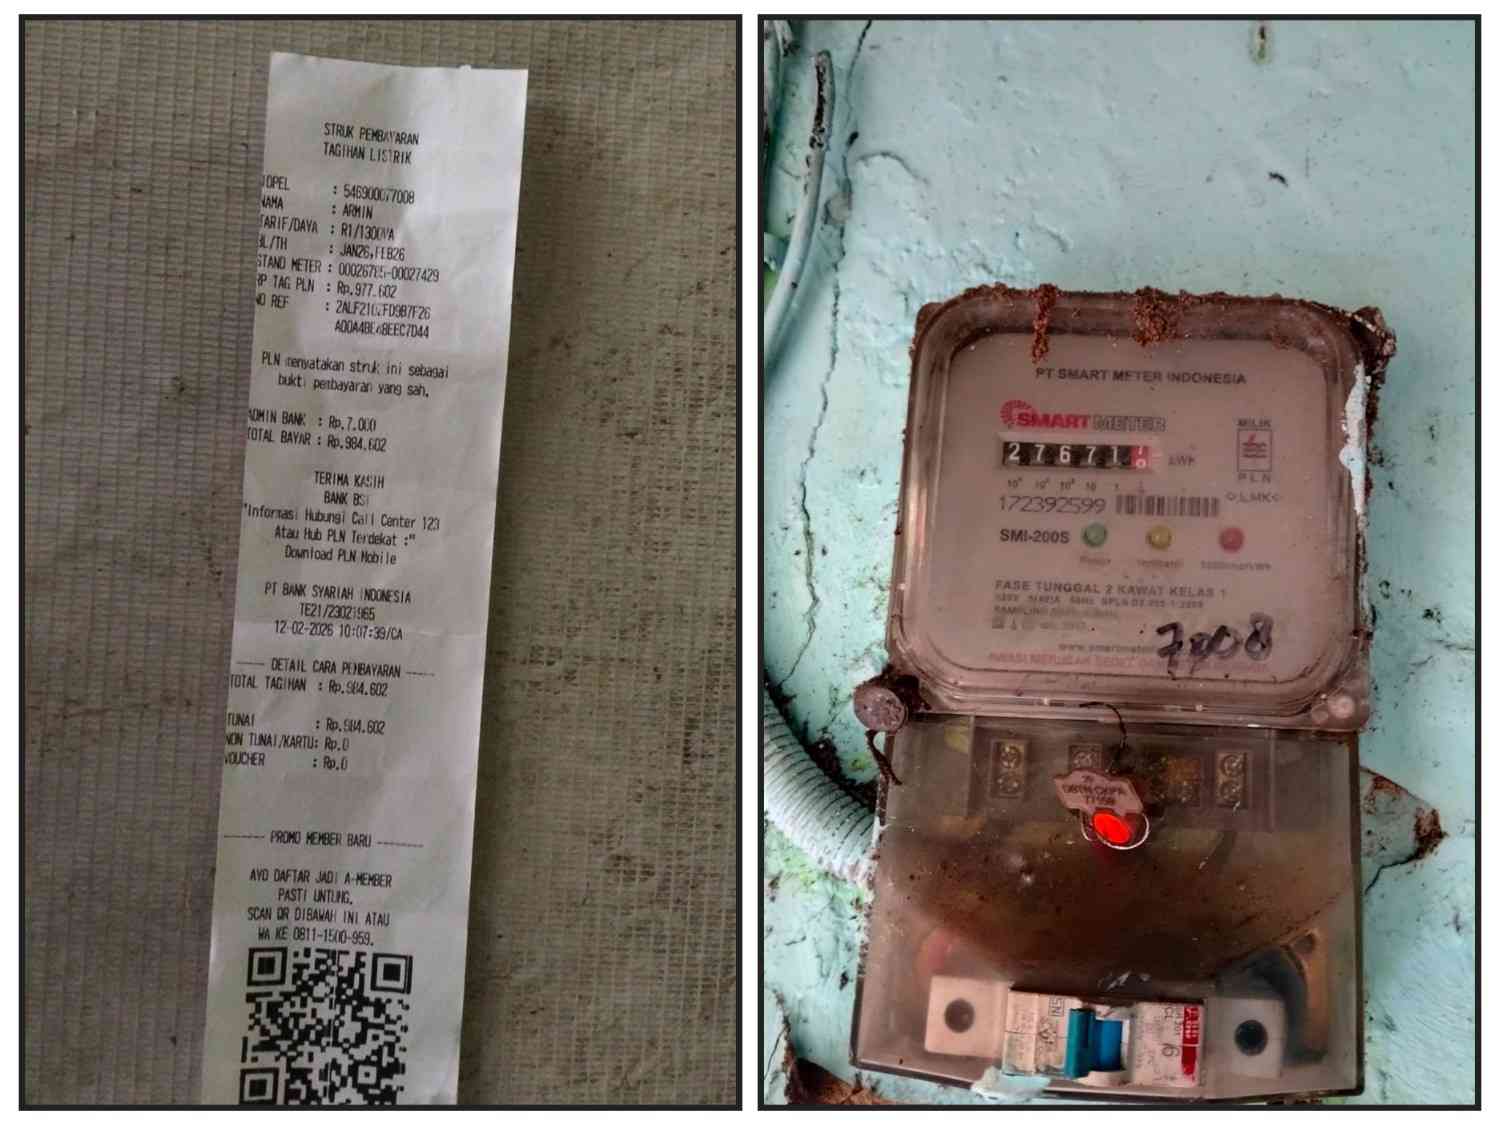 STRUK PEMBAYARAN
TAGIHAN LISTRIK
IDPEL : 546900077008
NAMA : ARMIN
TARIF/DAYA : R1/1300VA
BL/TH : JAN26,FEB26
STAND METER : 00026785-00027429
RP TAG PLN : Rp.977.602
NO REF :
PLN menyatakan struk ini sebagai
bukti pembayaran yang sah.
ADMIN BANK : Rp.7.000
TOTAL BAYAR : Rp.984.602
TERIMA KASIH
BANK BSI
"Informasi Hubungi Call Center 123
Atau Hub PLN Terdekat :"
Download PLN Mobile
PT BANK SYARIAH INDONESIA
TE21/23021965
12-02-2026 10:07:39/CA
----- DETAIL CARA PEMBAYARAN -----
TOTAL TAGIHAN : Rp.984.602
TUNAI : Rp.984.602
NON TUNAI/KARTU: Rp.0
VOUCHER : Rp.0
------- PROMO MEMBER BARU --------
AYO DAFTAR JADI A-MEMBER
PASTI UNTUNG.
SCAN QR DIBAWAH INI ATAU
WA KE 0811-1500-959.
PT SMART METER INDONESIA
SMART METER
MILIK
PLN
27671 kWh
172392599
<LMK>
SMI-200S
FASE TUNGGAL 2 KAWAT KELAS 1
7008